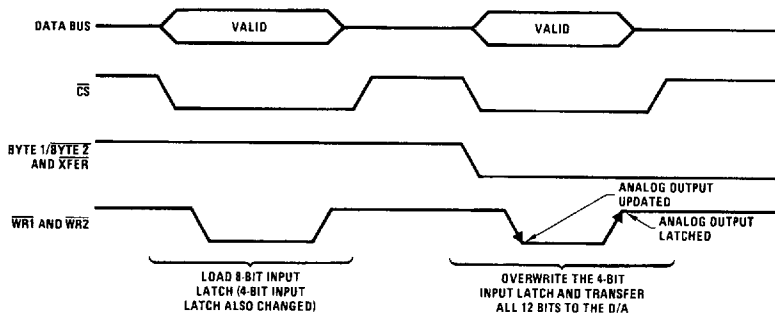 DATA BUS
VALID
VALID
CS
BYTE 1/BYTE 2
AND XFER
ANALOG OUTPUT
UPDATED
WR1 AND WR2
ANALOG OUTPUT
LATCHED
LOAD 8-BIT INPUT
LATCH (4-BIT INPUT
LATCH ALSO CHANGED)
OVERWRITE THE 4-BIT
INPUT LATCH AND TRANSFER
ALL 12 BITS TO THE D/A